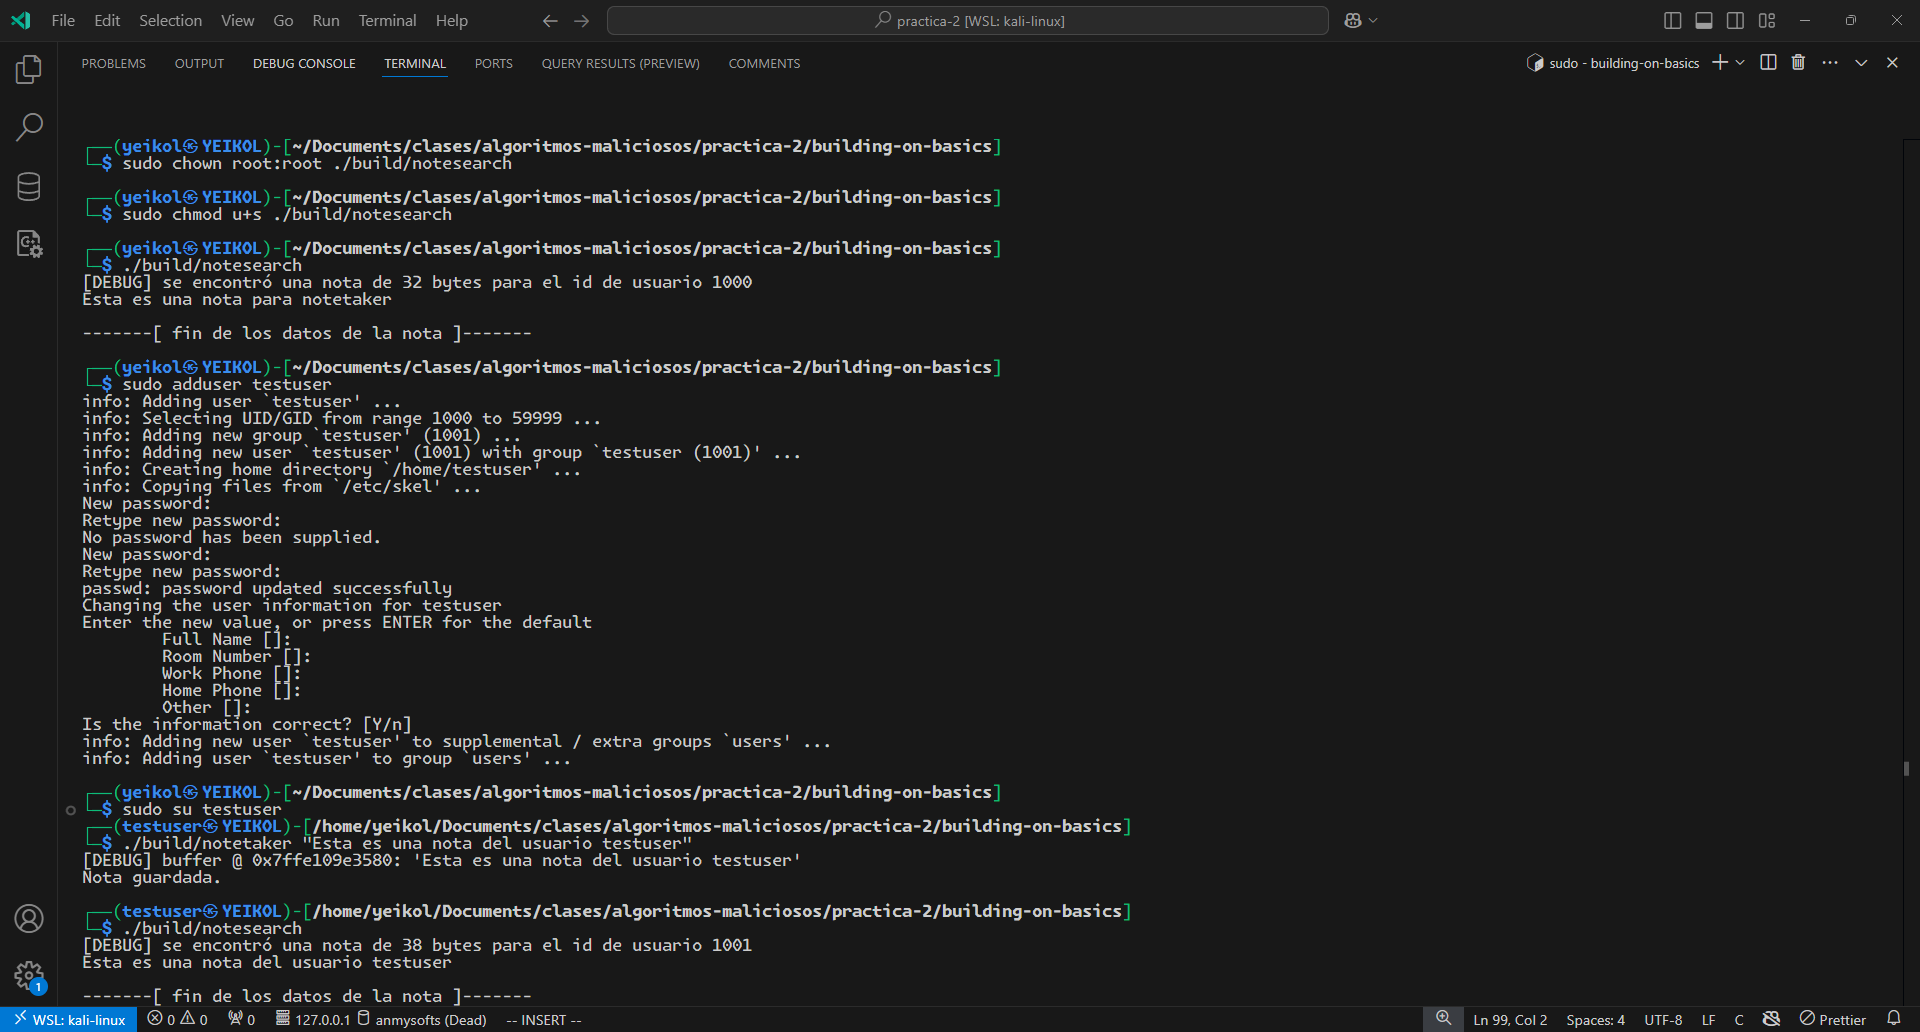 File Edit Selection View Go Run Terminal Help
practica-2 [WSL: kali-linux]
PROBLEMS OUTPUT DEBUG CONSOLE TERMINAL PORTS QUERY RESULTS (PREVIEW) COMMENTS
sudo - building-on-basics
┌──(yeikol㉿YEIKOL)-[~/Documents/clases/algoritmos-maliciosos/practica-2/building-on-basics]
└─$ sudo chown root:root ./build/notesearch
┌──(yeikol㉿YEIKOL)-[~/Documents/clases/algoritmos-maliciosos/practica-2/building-on-basics]
└─$ sudo chmod u+s ./build/notesearch
┌──(yeikol㉿YEIKOL)-[~/Documents/clases/algoritmos-maliciosos/practica-2/building-on-basics]
└─$ ./build/notesearch
[DEBUG] se encontró una nota de 32 bytes para el id de usuario 1000
Esta es una nota para notetaker
-------[ fin de los datos de la nota ]-------
┌──(yeikol㉿YEIKOL)-[~/Documents/clases/algoritmos-maliciosos/practica-2/building-on-basics]
└─$ sudo adduser testuser
info: Adding user `testuser' ...
info: Selecting UID/GID from range 1000 to 59999 ...
info: Adding new group `testuser' (1001) ...
info: Adding new user `testuser' (1001) with group `testuser (1001)' ...
info: Creating home directory `/home/testuser' ...
info: Copying files from `/etc/skel' ...
New password:
Retype new password:
No password has been supplied.
New password:
Retype new password:
passwd: password updated successfully
Changing the user information for testuser
Enter the new value, or press ENTER for the default
Full Name []:
Room Number []:
Work Phone []:
Home Phone []:
Other []:
Is the information correct? [Y/n]
info: Adding new user `testuser' to supplemental / extra groups `users' ...
info: Adding user `testuser' to group `users' ...
┌──(yeikol㉿YEIKOL)-[~/Documents/clases/algoritmos-maliciosos/practica-2/building-on-basics]
└─$ sudo su testuser
┌──(testuser㉿YEIKOL)-[/home/yeikol/Documents/clases/algoritmos-maliciosos/practica-2/building-on-basics]
└─$ ./build/notetaker "Esta es una nota del usuario testuser"
[DEBUG] buffer @ 0x7ffe109e3580: 'Esta es una nota del usuario testuser'
Nota guardada.
┌──(testuser㉿YEIKOL)-[/home/yeikol/Documents/clases/algoritmos-maliciosos/practica-2/building-on-basics]
└─$ ./build/notesearch
[DEBUG] se encontró una nota de 38 bytes para el id de usuario 1001
Esta es una nota del usuario testuser
-------[ fin de los datos de la nota ]-------
1
WSL: kali-linux 0 0 0 127.0.0.1 anmysofts (Dead) -- INSERT -- Ln 99, Col 2 Spaces: 4 UTF-8 LF C Prettier